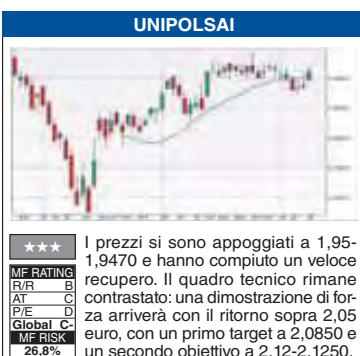 UNIPOLSAI
★★★
MF RATING
R/R B
AT C
P/E D
Global C-
MF RISK
26,8%
I prezzi si sono appoggiati a 1,95-
1,9470 e hanno compiuto un veloce
recupero. Il quadro tecnico rimane
contrastato: una dimostrazione di for-
za arriverà con il ritorno sopra 2,05
euro, con un primo target a 2,0850 e
un secondo obiettivo a 2,12-2,1250.